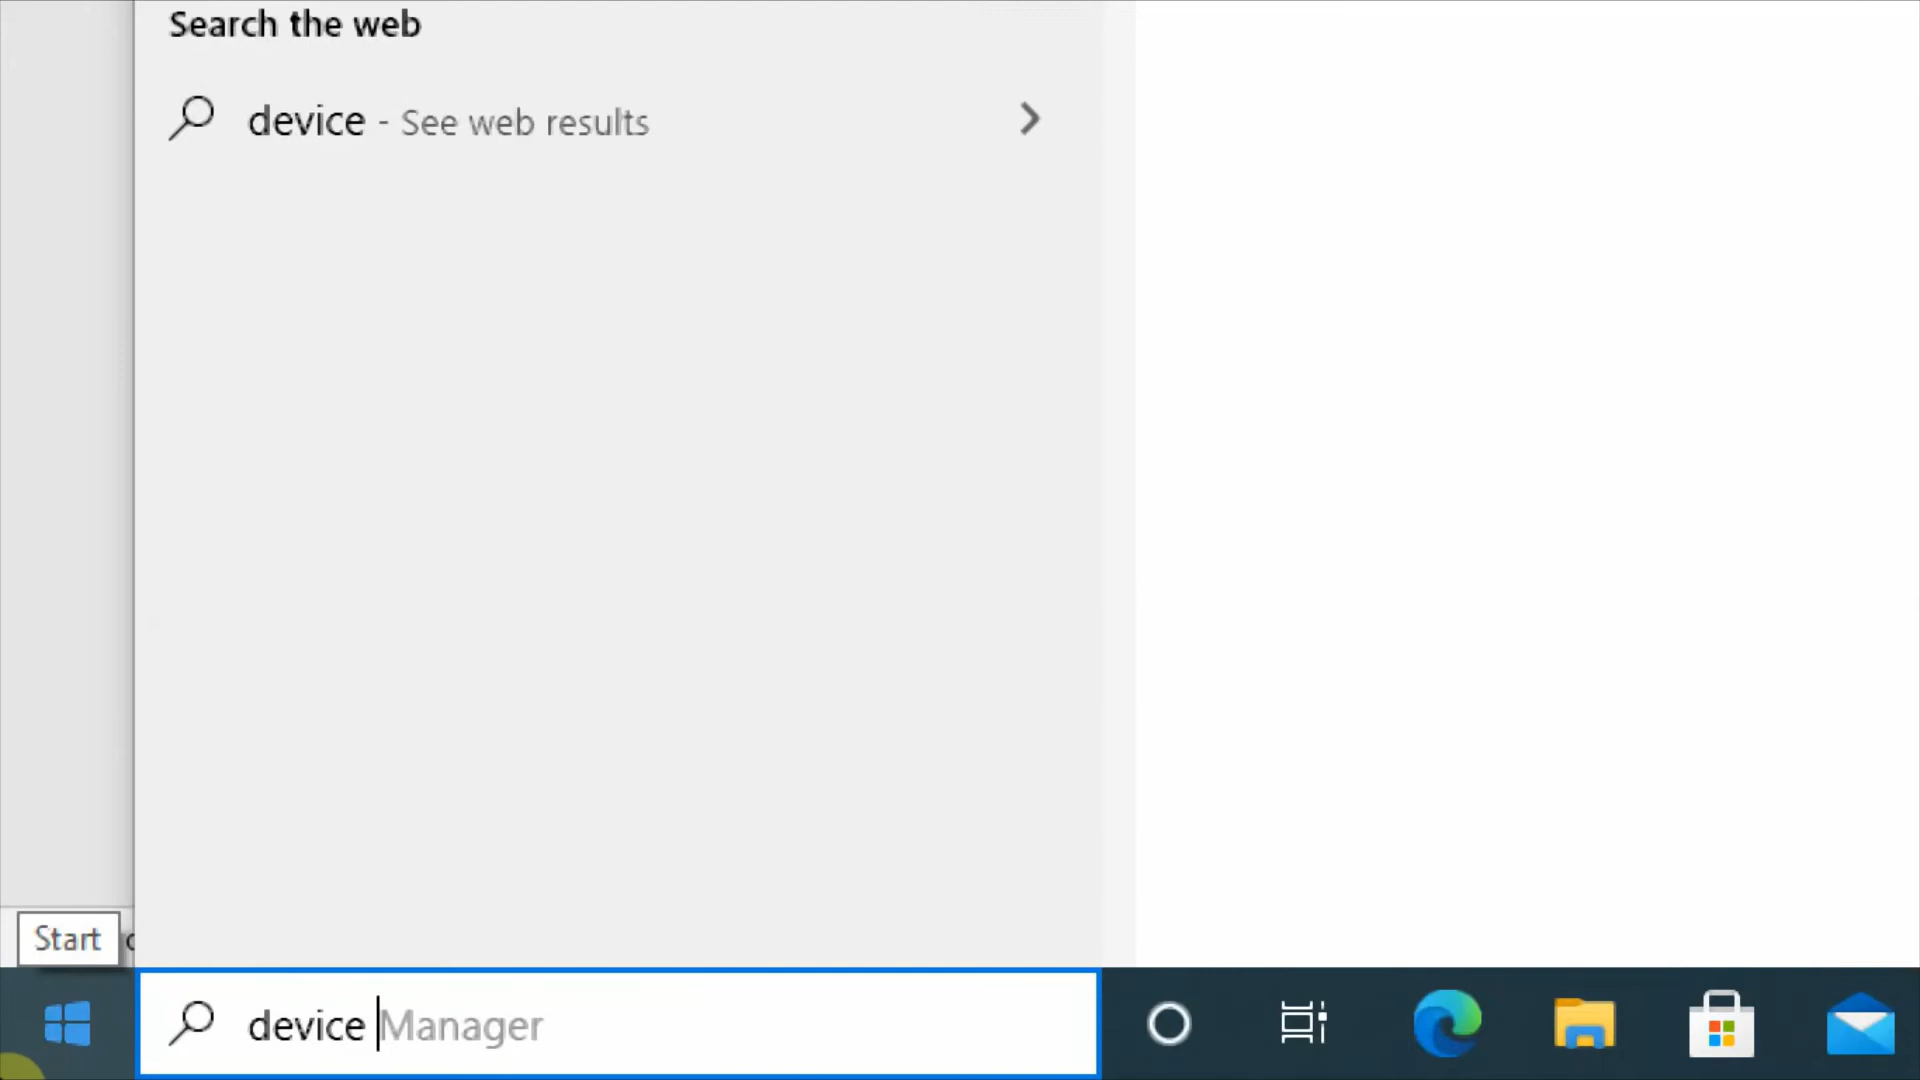 Search the web
device - See web results
Start
device Manager